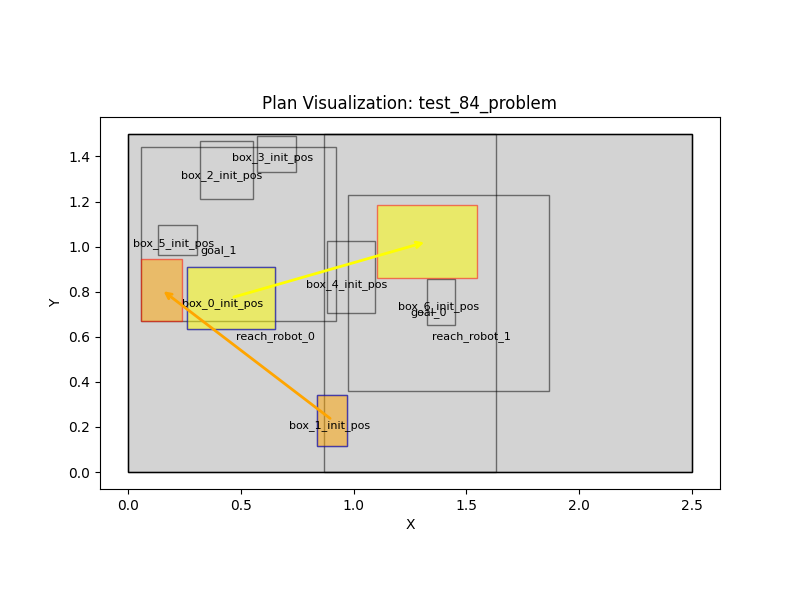 Plan Visualization: test_84_problem
box_3_init_pos
box_2_init_pos
box_5_init_pos
goal_1
box_4_init_pos
box_0_init_pos
box_6_init_pos
goal_0
reach_robot_0
reach_robot_1
box_1_init_pos
Y
1.4
1.2
1.0
0.8
0.6
0.4
0.2
0.0
0.0
0.5
1.0
1.5
2.0
2.5
X